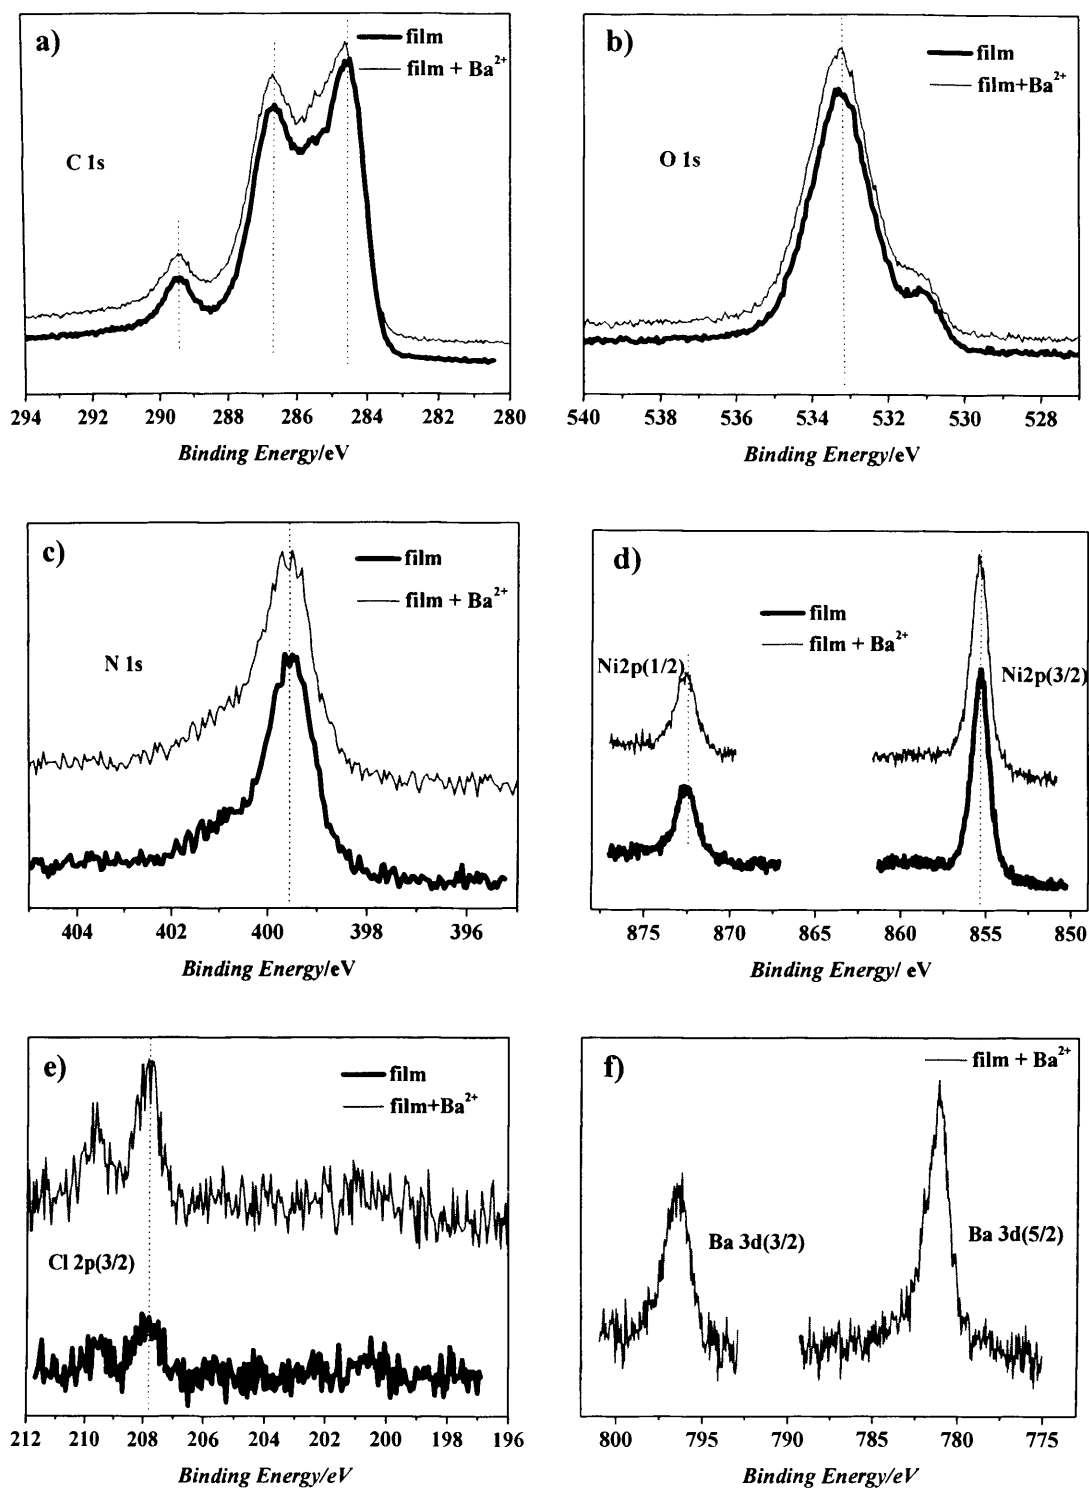 a)
film
film + Ba²⁺
C 1s
294 292 290 288 286 284 282 280
Binding Energy/eV
b)
film
film+Ba²⁺
O 1s
540 538 536 534 532 530 528
Binding Energy/eV
c)
film
film + Ba²⁺
N 1s
404 402 400 398 396
Binding Energy/eV
d)
film
film + Ba²⁺
Ni2p(1/2)
Ni2p(3/2)
875 870 865 860 855 850
Binding Energy/ eV
e)
film
film+Ba²⁺
Cl 2p(3/2)
212 210 208 206 204 202 200 198 196
Binding Energy/eV
f)
film + Ba²⁺
Ba 3d(3/2)
Ba 3d(5/2)
800 795 790 785 780 775
Binding Energy/eV